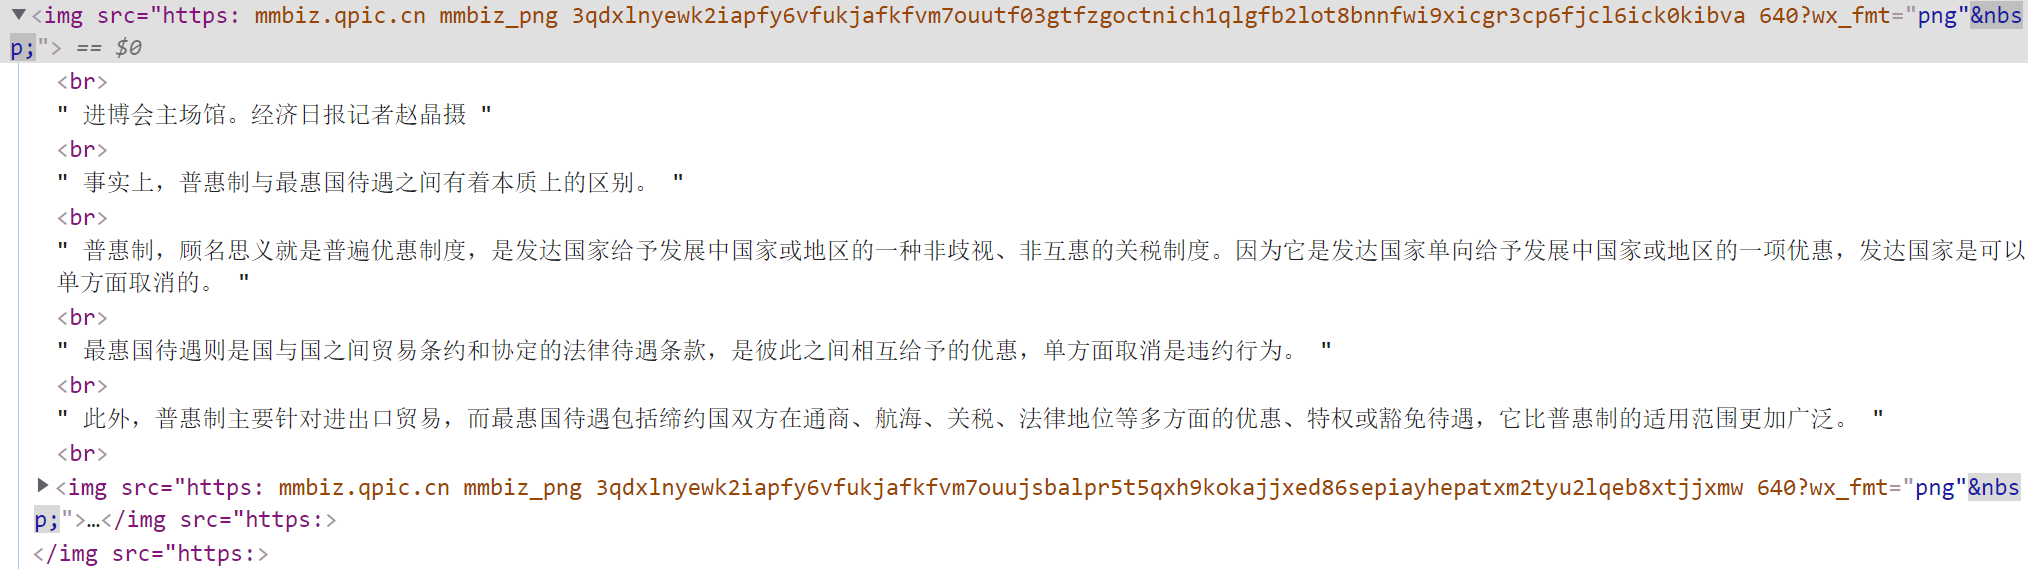 ▼<img src="https: mmbiz.qpic.cn mmbiz_png 3qdxlnyewk2iapfy6vfukjafkfvm7ouutf03gtfzgoctnich1qlgfb2lot8bnnfwi9xicgr3cp6fjcl6ick0kibva 640?wx_fmt="png"&nbs
p;"> == $0
<br>
" 进博会主场馆。经济日报记者赵晶摄 "
<br>
" 事实上，普惠制与最惠国待遇之间有着本质上的区别。 "
<br>
" 普惠制，顾名思义就是普遍优惠制度，是发达国家给予发展中国家或地区的一种非歧视、非互惠的关税制度。因为它是发达国家单向给予发展中国家或地区的一项优惠，发达国家是可以
单方面取消的。 "
<br>
" 最惠国待遇则是国与国之间贸易条约和协定的法律待遇条款，是彼此之间相互给予的优惠，单方面取消是违约行为。 "
<br>
" 此外，普惠制主要针对进出口贸易，而最惠国待遇包括缔约国双方在通商、航海、关税、法律地位等多方面的优惠、特权或豁免待遇，它比普惠制的适用范围更加广泛。 "
<br>
▶<img src="https: mmbiz.qpic.cn mmbiz_png 3qdxlnyewk2iapfy6vfukjafkfvm7ouujsbalpr5t5qxh9kokajjxed86sepiayhepatxm2tyu2lqeb8xtjjxmw 640?wx_fmt="png"&nbs
p;">…</img src="https:>
</img src="https:>